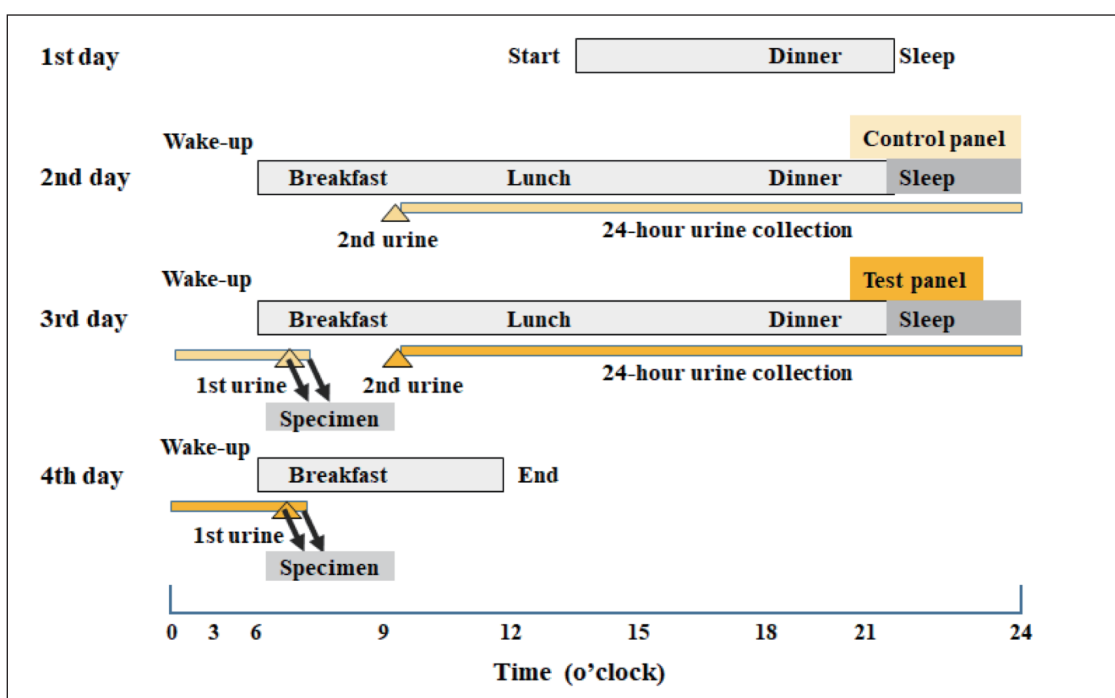 1st day Start Dinner Sleep
Wake-up Control panel
2nd day Breakfast Lunch Dinner Sleep
2nd urine 24-hour urine collection
Wake-up Test panel
3rd day Breakfast Lunch Dinner Sleep
1st urine 2nd urine 24-hour urine collection
Specimen
Wake-up
4th day Breakfast End
1st urine
Specimen
0 3 6 9 12 15 18 21 24
Time (o’clock)